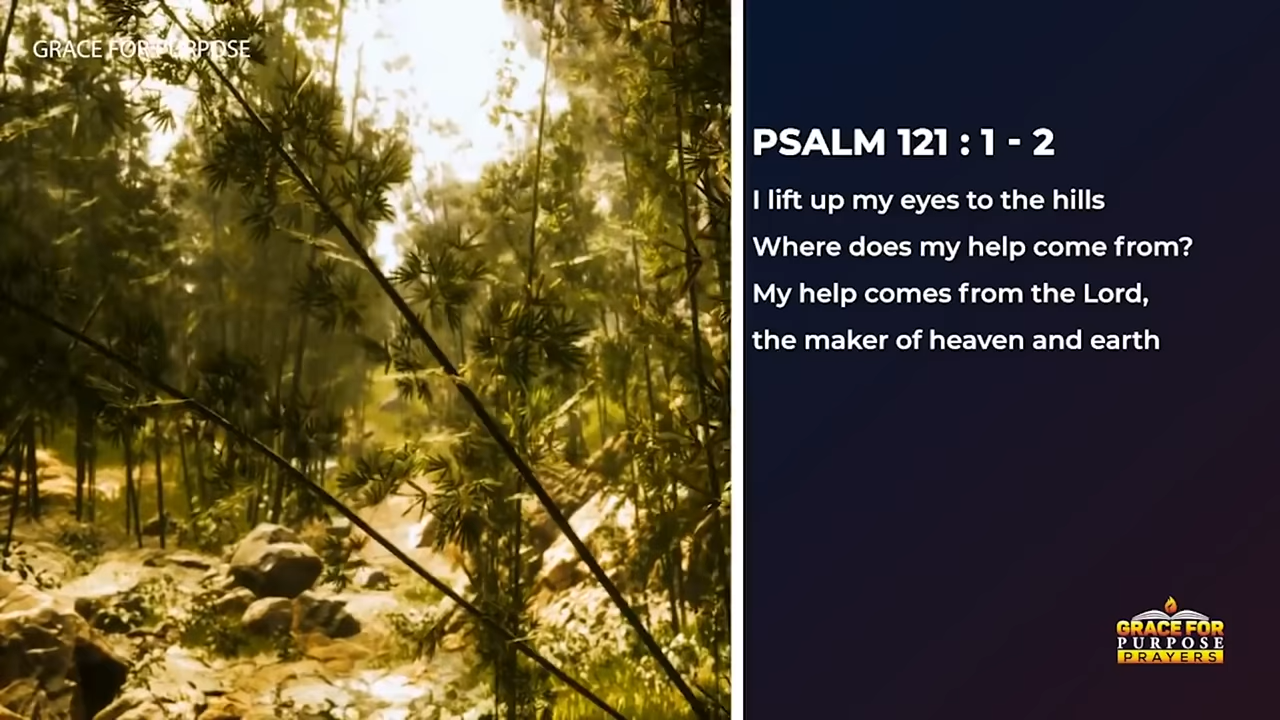 GRACE FOR PURPOSE
PSALM 121 : 1 - 2
I lift up my eyes to the hills
Where does my help come from?
My help comes from the Lord,
the maker of heaven and earth
GRACE FOR
PURPOSE
PRAYERS